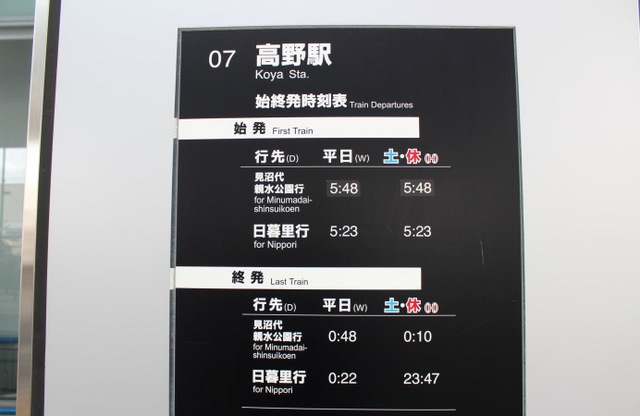 07 高野駅
Koya Sta.
始終発時刻表 Train Departures
始発 First Train
行先(D) 平日(W) 土・休(H)
見沼代
親水公園行 5:48 5:48
for Minumadai-
shinsuikoen
日暮里行 5:23 5:23
for Nippori
終発 Last Train
行先(D) 平日(W) 土・休(H)
見沼代
親水公園行 0:48 0:10
for Minumadai-
shinsuikoen
日暮里行 0:22 23:47
for Nippori